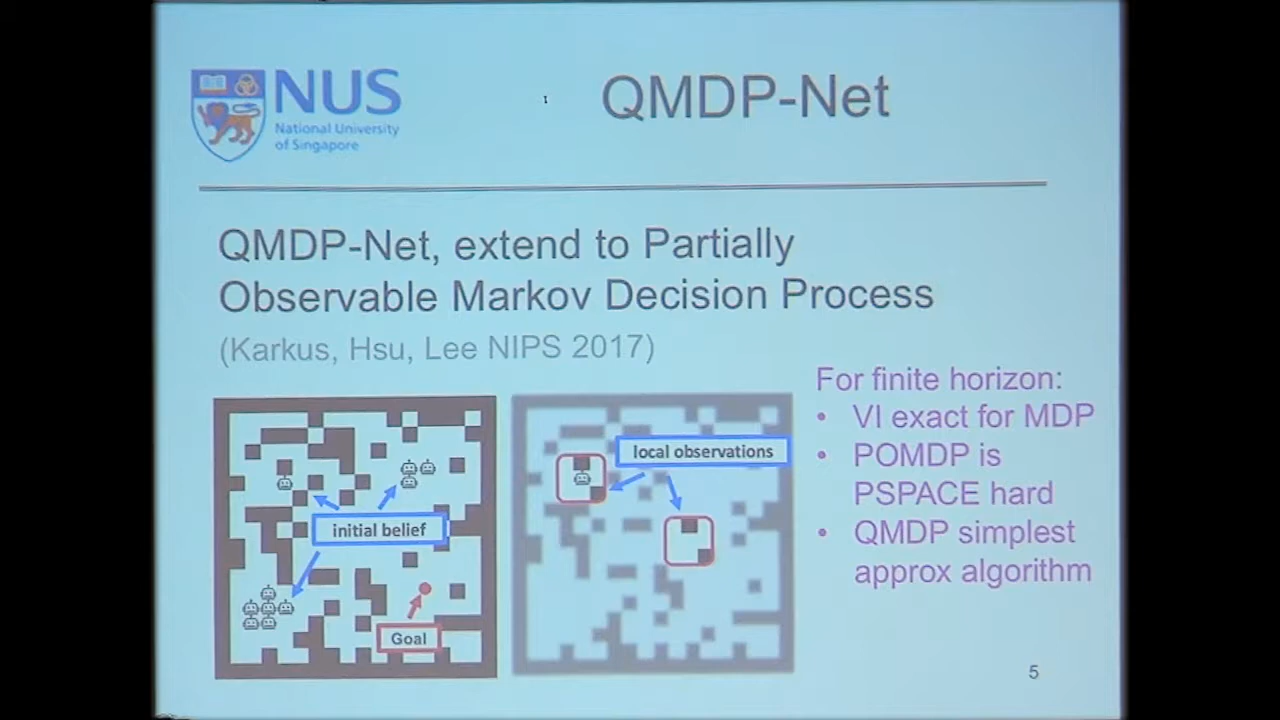 NUS
National University
of Singapore
QMDP-Net
QMDP-Net, extend to Partially
Observable Markov Decision Process
(Karkus, Hsu, Lee NIPS 2017)
initial belief
Goal
local observations
For finite horizon:
• VI exact for MDP
• POMDP is
PSPACE hard
• QMDP simplest
approx algorithm
5